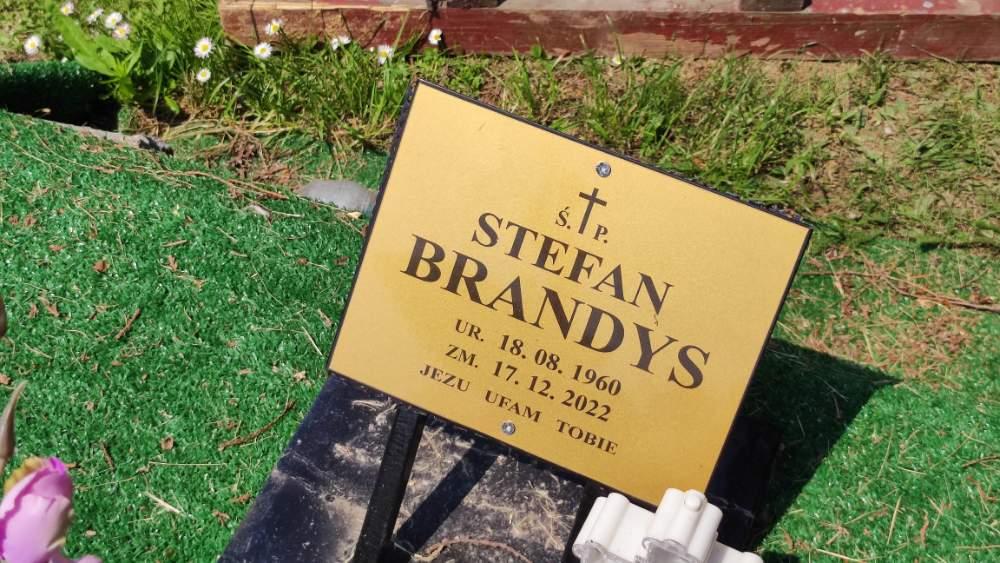 Ś. P.
STEFAN
BRANDYS
UR. 18. 08. 1960
ZM. 17. 12. 2022
JEZU UFAM TOBIE